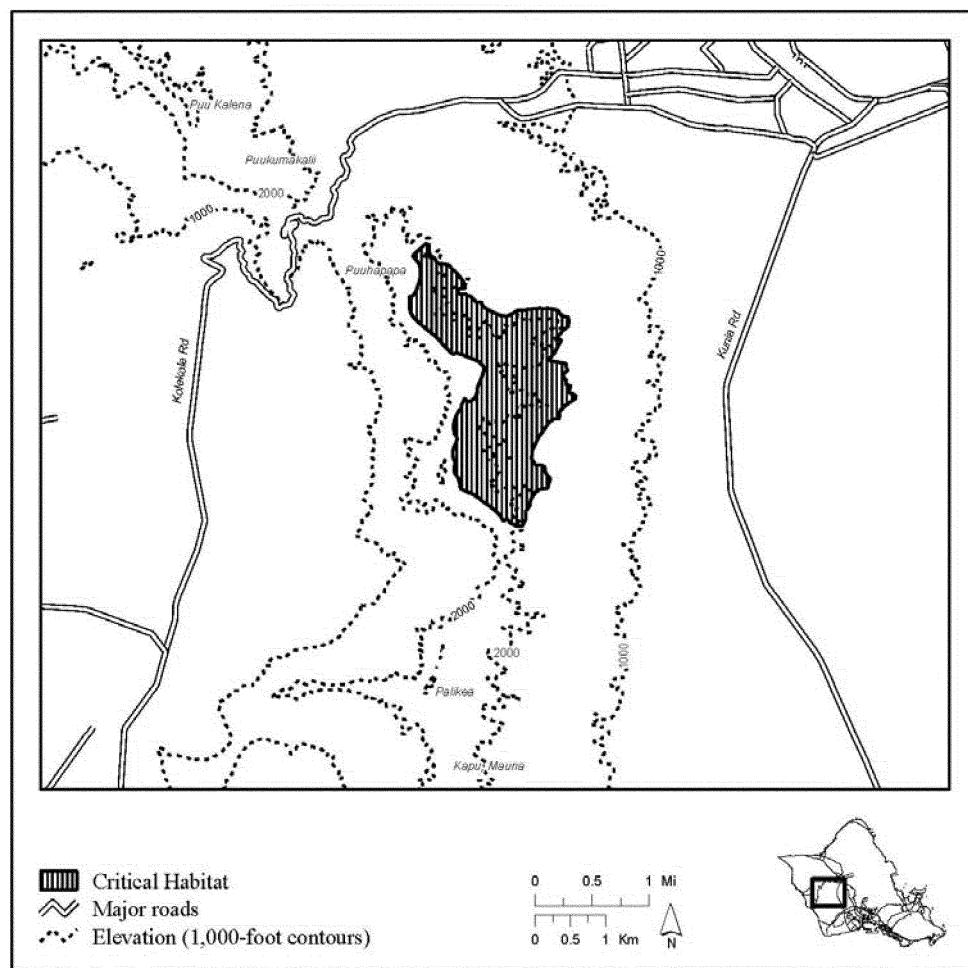 Puu Kalena
Puukumakalii
2000
1000
Puuhapapa
1000
Kolekole Rd
Kunia Rd
2000
2000
1000
Palikea
Kapuai Mauna
Critical Habitat
Major roads
Elevation (1,000-foot contours)
0 0.5 1 Mi
0 0.5 1 Km
N